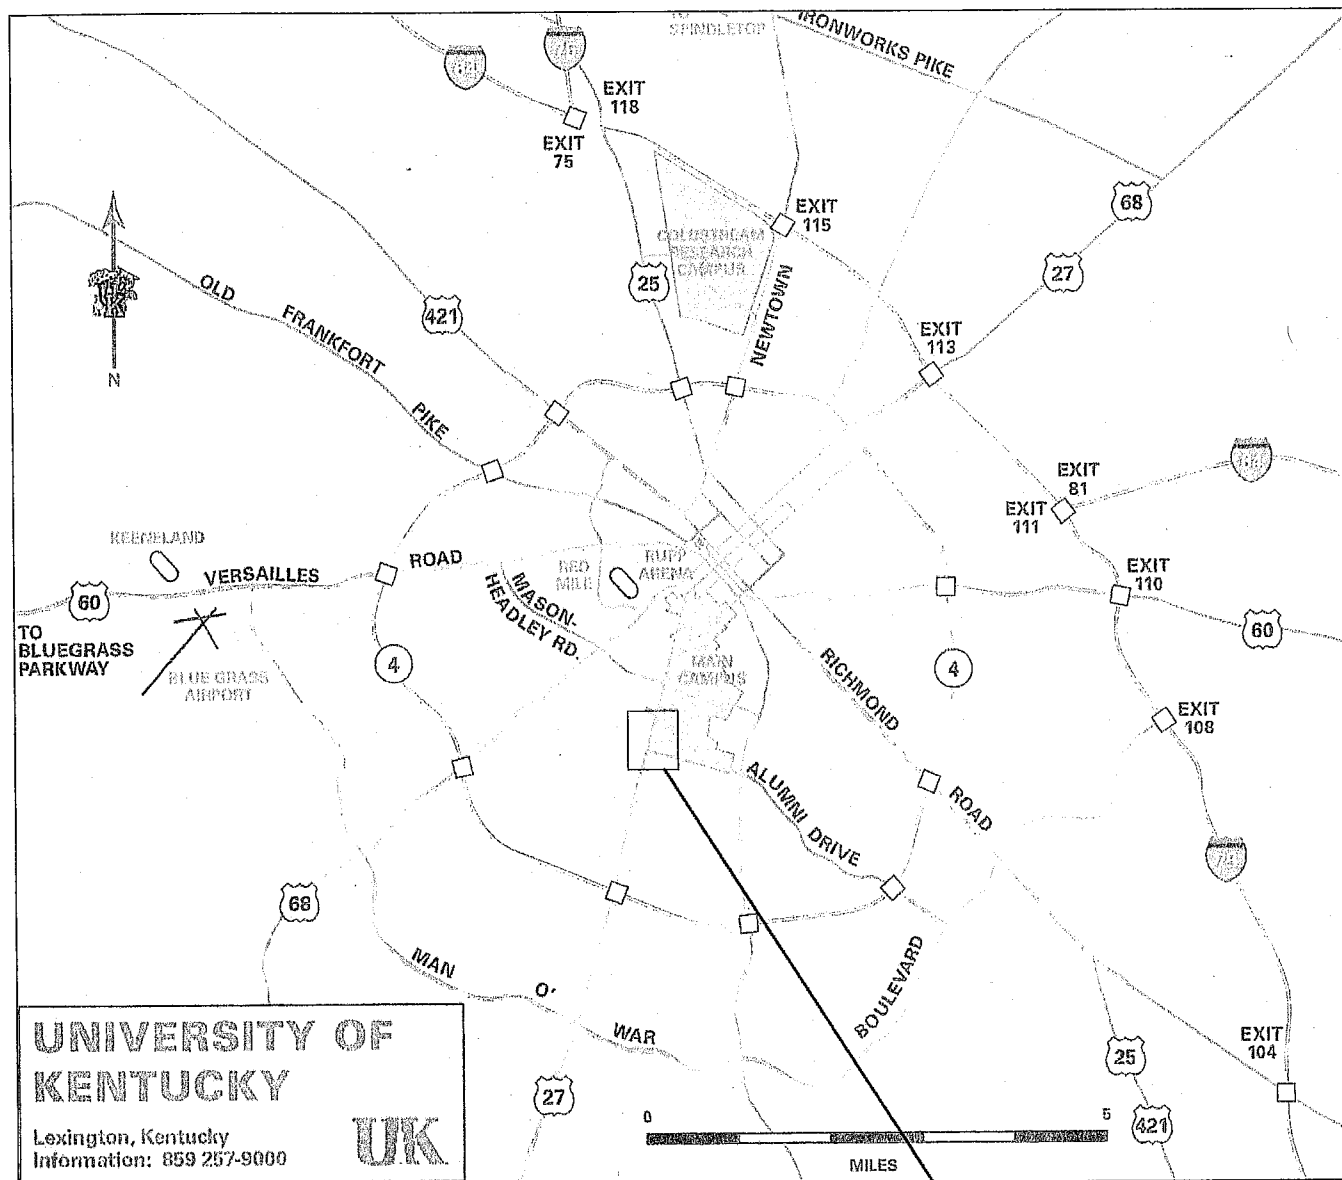 SPINDLETOP
IRONWORKS PIKE
EXIT
118
EXIT
75
EXIT
115
68
27
COLDSTREAM
RESEARCH
CAMPUS
25
NEWTOWN
OLD
FRANKFORT
PIKE
421
N
EXIT
113
EXIT
81
EXIT
111
EXIT
110
KEENELAND
VERSAILLES
ROAD
60
TO
BLUEGRASS
PARKWAY
BLUE GRASS
AIRPORT
RED
MILE
RUPP
ARENA
MASON-
HEADLEY RD.
MAIN
CAMPUS
4
4
60
RICHMOND
ROAD
EXIT
108
ALUMNI DRIVE
68
MAN
O'
WAR
BOULEVARD
27
25
421
EXIT
104
UNIVERSITY OF
KENTUCKY
Lexington, Kentucky
Information: 859 257-9000
UK
0
5
MILES